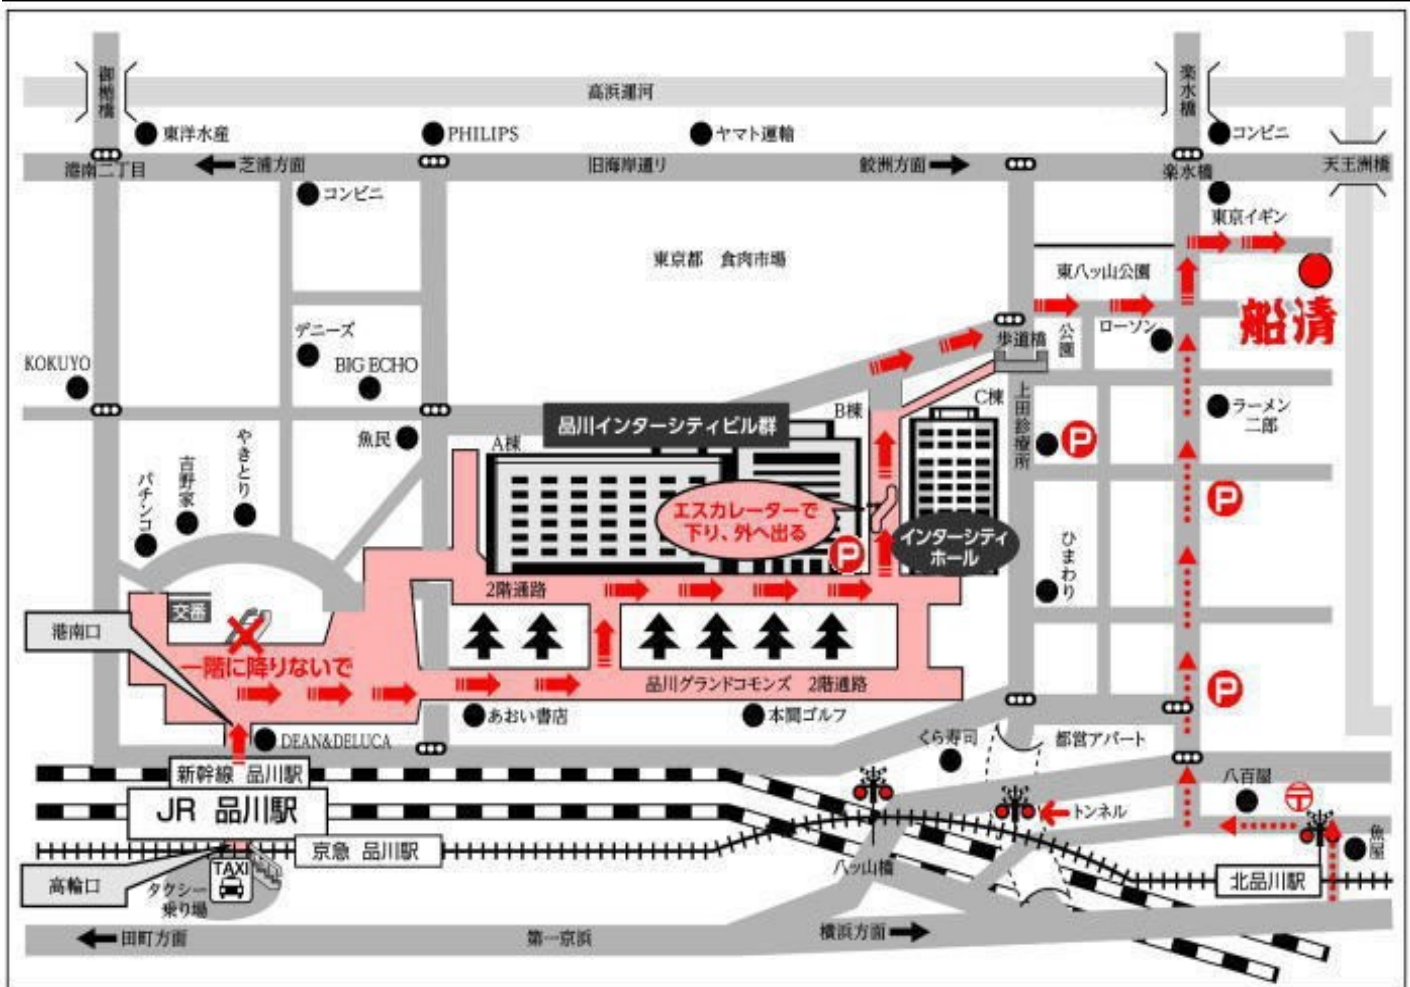 御楯橋
高浜運河
楽水橋
東洋水産
PHILIPS
ヤマト運輸
コンビニ
港南二丁目
芝浦方面
旧海岸通り
鮫洲方面
楽水橋
天王洲橋
コンビニ
東京イギン
東京都 食肉市場
東八ッ山公園
船清
デニーズ
KOKUYO
BIG ECHO
歩道橋
公園
ローソン
品川インターシティビル群
B棟
C棟
上田診療所
ラーメン
二郎
P
魚民
A棟
やきとり
吉野家
パチンコ
エスカレーターで
下り、外へ出る
P
P
インターシティ
ホール
ひまわり
2階通路
交番
港南口
一階に降りないで
品川グランドコモンズ 2階通路
P
あおい書店
本間ゴルフ
DEAN&DELUCA
くら寿司
都営アパート
新幹線 品川駅
八百屋
〒
JR 品川駅
トンネル
魚屋
京急 品川駅
高輪口
TAXI
タクシー
乗り場
八ッ山橋
北品川駅
田町方面
第一京浜
横浜方面